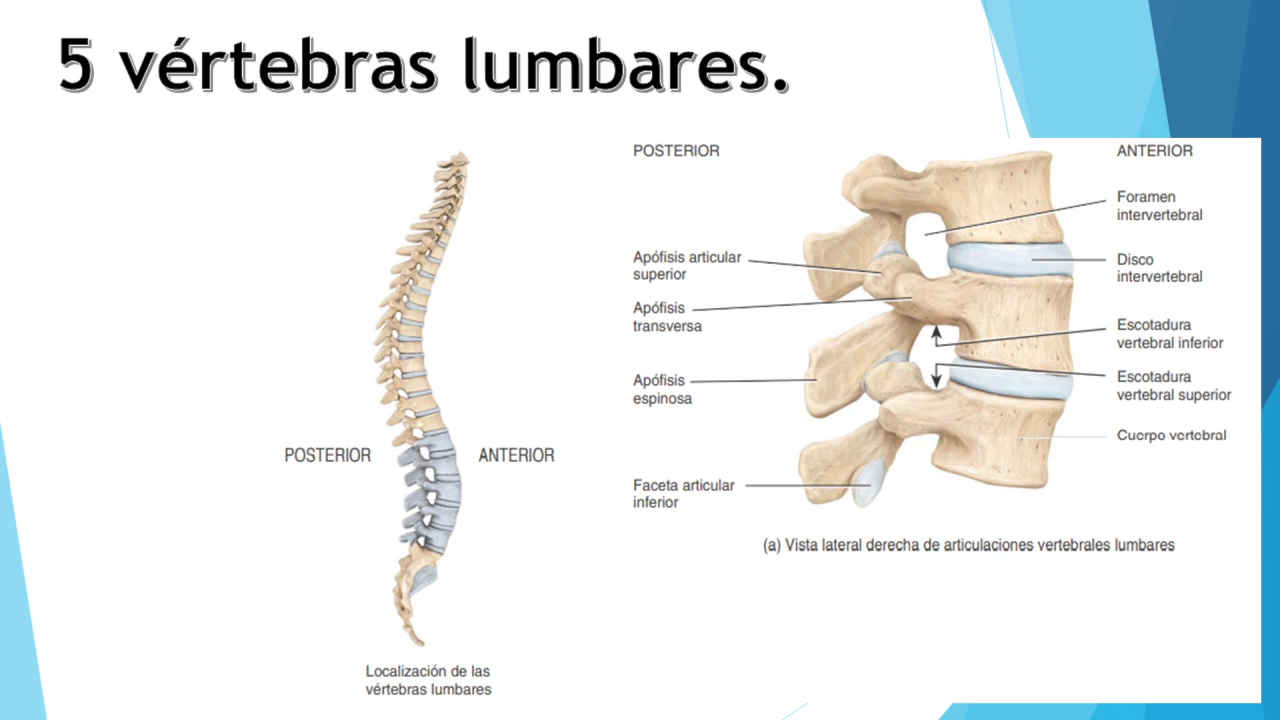 5 vértebras lumbares.
POSTERIOR
ANTERIOR
Localización de las
vértebras lumbares
POSTERIOR
ANTERIOR
Apófisis articular
superior
Apófisis
transversa
Apófisis
espinosa
Faceta articular
inferior
Foramen
intervertebral
Disco
intervertebral
Escotadura
vertebral inferior
Escotadura
vertebral superior
Cuerpo vertebral
(a) Vista lateral derecha de articulaciones vertebrales lumbares